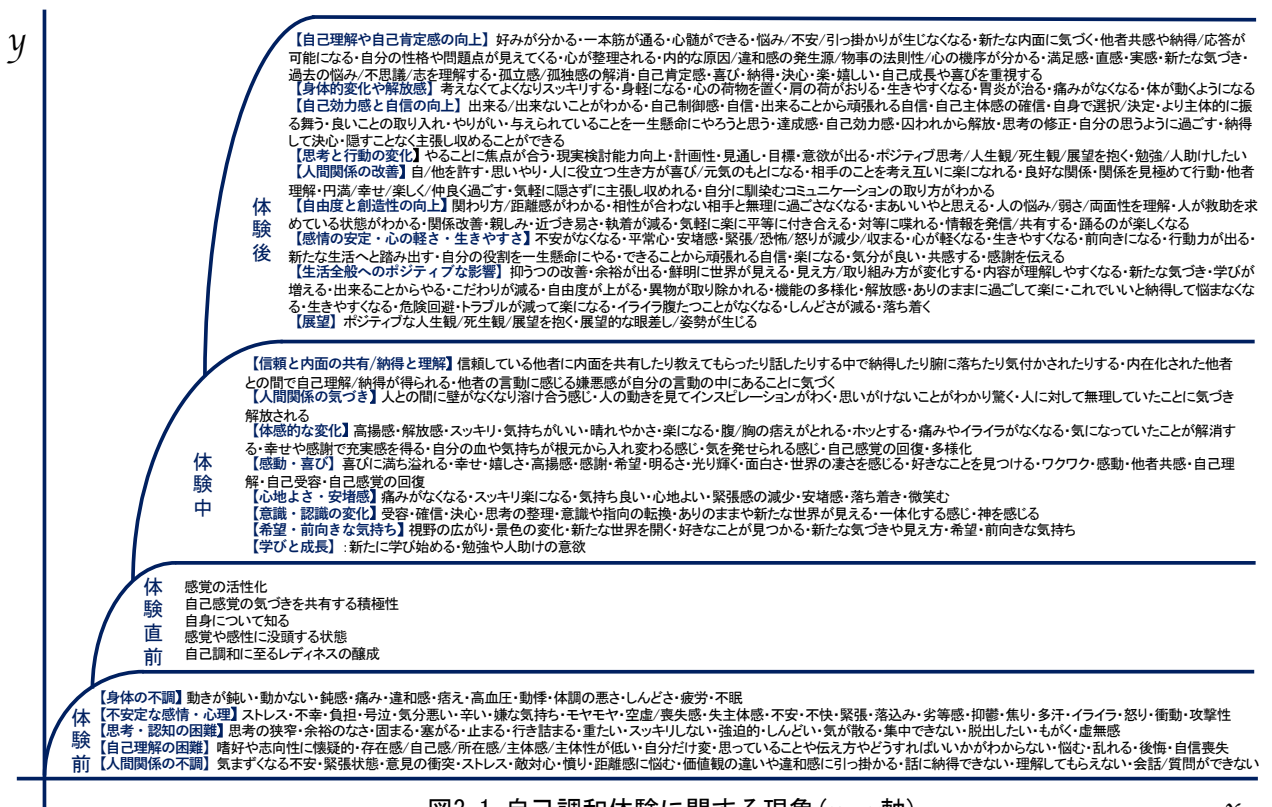 y
体験後
【自己理解や自己肯定感の向上】 好みが分かる・一本筋が通る・心髄ができる・悩み/不安/引っ掛かりが生じなくなる・新たな内面に気づく・他者共感や納得/応答が
可能になる・自分の性格や問題点が見えてくる・心が整理される・内的な原因/違和感の発生源/物事の法則性/心の機序が分かる・満足感・直感・実感・新たな気づき・
過去の悩み/不思議/志を理解する・孤立感/孤独感の解消・自己肯定感・喜び・納得・決心・楽・嬉しい・自己成長や喜びを重視する
【身体的変化や解放感】 考えなくてよくなりスッキリする・身軽になる・心の荷物を置く・肩の荷がおりる・生きやすくなる・胃炎が治る・痛みがなくなる・体が動くようになる
【自己効力感と自信の向上】 出来る/出来ないことがわかる・自己制御感・自信・出来ることから頑張れる自信・自己主体感の確信・自身で選択/決定・より主体的に振
る舞う・良いことの取り入れ・やりがい・与えられていることを一生懸命にやろうと思う・達成感・自己効力感・囚われから解放・思考の修正・自分の思うように過ごす・納得
して決心・隠すことなく主張し収めることができる
【思考と行動の変化】 やることに焦点が合う・現実検討能力向上・計画性・見通し・目標・意欲が出る・ポジティブ思考/人生観/死生観/展望を抱く・勉強/人助けしたい
【人間関係の改善】 自/他を許す・思いやり・人に役立つ生き方が喜び/元気のもとになる・相手のことを考え互いに楽になれる・良好な関係・関係を見極めて行動・他者
理解・円満/幸せ/楽しく/仲良く過ごす・気軽に隠さずに主張し収めれる・自分に馴染むコミュニケーションの取り方がわかる
【自由度と創造性の向上】 関わり方/距離感がわかる・相性が合わない相手と無理に過ごさなくなる・まあいいやと思える・人の悩み/弱さ/両面性を理解・人が救助を求
めている状態がわかる・関係改善・親しみ・近づき易さ・執着が減る・気軽に楽に平等に付き合える・対等に喋れる・情報を発信/共有する・踊るのが楽しくなる
【感情の安定・心の軽さ・生きやすさ】 不安がなくなる・平常心・安堵感・緊張/恐怖/怒りが減少/収まる・心が軽くなる・生きやすくなる・前向きになる・行動力が出る・
新たな生活へと踏み出す・自分の役割を一生懸命にやる・できることから頑張れる自信・楽になる・気分が良い・共感する・感謝を伝える
【生活全般へのポジティブな影響】 抑うつの改善・余裕が出る・鮮明に世界が見える・見え方/取り組み方が変化する・内容が理解しやすくなる・新たな気づき・学びが
増える・出来ることからやる・こだわりが減る・自由度が上がる・異物が取り除かれる・機能の多様化・解放感・ありのままに過ごして楽に・これでいいと納得して悩まなくな
る・生きやすくなる・危険回避・トラブルが減って楽になる・イライラ腹たつことがなくなる・しんどさが減る・落ち着く
【展望】 ポジティブな人生観/死生観/展望を抱く・展望的な眼差し/姿勢が生じる
体験中
【信頼と内面の共有/納得と理解】 信頼している他者に内面を共有したり教えてもらったり話したりする中で納得したり腑に落ちたり気付かされたりする・内在化された他者
との間で自己理解/納得が得られる・他者の言動に感じる嫌悪感が自分の言動の中にあることに気づく
【人間関係の気づき】 人との間に壁がなくなり溶け合う感じ・人の動きを見てインスピレーションがわく・思いがけないことがわかり驚く・人に対して無理していたことに気づき
解放される
【体感的な変化】 高揚感・解放感・スッキリ・気持ちがいい・晴れやかさ・楽になる・腹/胸の痞えがとれる・ホッとする・痛みやイライラがなくなる・気になっていたことが解消す
る・幸せや感謝で充実感を得る・自分の血や気持ちが根元から入れ変わる感じ・気を発せられる感じ・自己感覚の回復・多様化
【感動・喜び】 喜びに満ち溢れる・幸せ・嬉しさ・高揚感・感謝・希望・明るさ・光り輝く・面白さ・世界の凄さを感じる・好きなことを見つける・ワクワク・感動・他者共感・自己理
解・自己受容・自己感覚の回復
【心地よさ・安堵感】 痛みがなくなる・スッキリ楽になる・気持ち良い・心地よい・緊張感の減少・安堵感・落ち着き・微笑む
【意識・認識の変化】 受容・確信・決心・思考の整理・意識や指向の転換・ありのままや新たな世界が見える・一体化する感じ・神を感じる
【希望・前向きな気持ち】 視野の広がり・景色の変化・新たな世界を開く・好きなことが見つかる・新たな気づきや見え方・希望・前向きな気持ち
【学びと成長】 :新たに学び始める・勉強や人助けの意欲
体験直前
感覚の活性化
自己感覚の気づきを共有する積極性
自身について知る
感覚や感性に没頭する状態
自己調和に至るレディネスの醸成
体験前
【身体の不調】 動きが鈍い・動かない・鈍感・痛み・違和感・痞え・高血圧・動悸・体調の悪さ・しんどさ・疲労・不眠
【不安定な感情・心理】 ストレス・不幸・負担・号泣・気分悪い・辛い・嫌な気持ち・モヤモヤ・空虚/喪失感・失主体感・不安・不快・緊張・落込み・劣等感・抑鬱・焦り・多汗・イライラ・怒り・衝動・攻撃性
【思考・認知の困難】 思考の狭窄・余裕のなさ・固まる・塞がる・止まる・行き詰まる・重たい・スッキリしない・強迫的・しんどい・気が散る・集中できない・脱出したい・もがく・虚無感
【自己理解の困難】 嗜好や志向性に懐疑的・存在感/自己感/所在感/主体感/主体性が低い・自分だけ変・思っていることや伝え方やどうすればいいかがわからない・悩む・乱れる・後悔・自信喪失
【人間関係の不調】 気まずくなる不安・緊張状態・意見の衝突・ストレス・敵対心・憤り・距離感に悩む・価値観の違いや違和感に引っ掛かる・話に納得できない・理解してもらえない・会話/質問ができない